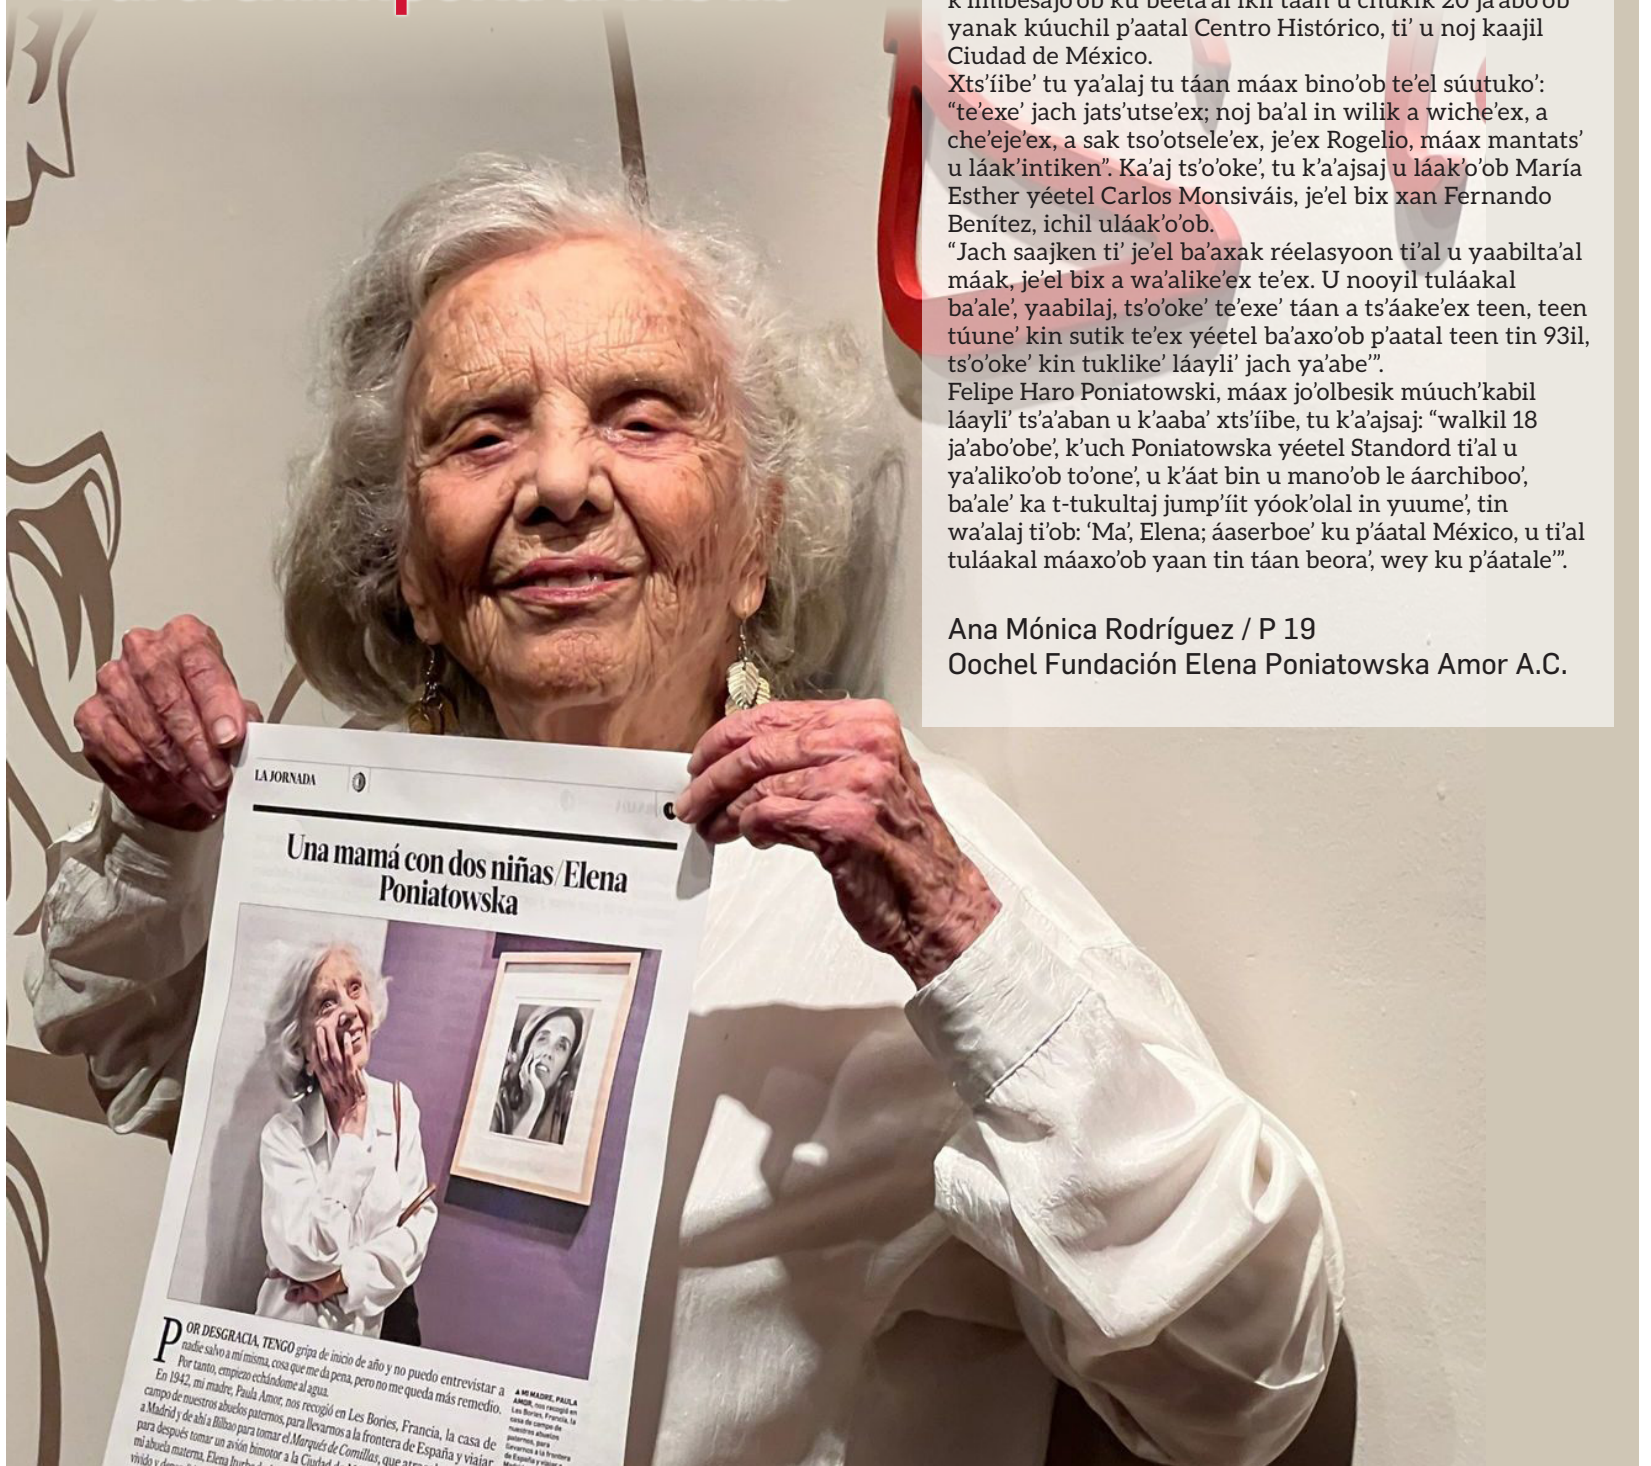 k'iimbesajo'ob ku beeta'al ikil táan u chukik 20 ja'abo'ob
yanak kúuchil p'aatal Centro Histórico, ti' u noj kaajil
Ciudad de México.
Xts'íibe' tu ya'alaj tu táan máax bino'ob te'el súutuko':
“te'exe' jach jats'utse'ex; noj ba'al in wilik a wiche'ex, a
che'eje'ex, a sak tso'otsele'ex, je'ex Rogelio, máax mantats'
u láak'intiken”. Ka'aj ts'o'oke', tu k'a'ajsaj u láak'o'ob María
Esther yéetel Carlos Monsiváis, je'el bix xan Fernando
Benítez, ichil uláak'o'ob.
“Jach saajken ti' je'el ba'axak réelasyoon ti'al u yaabilta'al
máak, je'el bix a wa'alike'ex te'ex. U nooyil tuláakal
ba'ale', yaabilaj, ts'o'oke' te'exe' táan a ts'áake'ex teen, teen
túune' kin sutik te'ex yéetel ba'axo'ob p'aatal teen tin 93il,
ts'o'oke' kin tuklike' láayli' jach ya'abe'”.
Felipe Haro Poniatowski, máax jo'olbesik múuch'kabil
láayli' ts'a'aban u k'aaba' xts'íibe, tu k'a'ajsaj: “walkil 18
ja'abo'obe', k'uch Poniatowska yéetel Standord ti'al u
ya'aliko'ob to'one', u k'áat bin u mano'ob le áarchiboo',
ba'ale' ka t-tukultaj jump'íit yóok'olal in yuume', tin
wa'alaj ti'ob: ‘Ma', Elena; áaserboe' ku p'áatal México, u ti'al
tuláakal máaxo'ob yaan tin táan beora', wey ku p'áatale'”.
Ana Mónica Rodríguez / P 19
Oochel Fundación Elena Poniatowska Amor A.C.
LA JORNADA
Una mamá con dos niñas/Elena
Poniatowska
POR DESGRACIA, TENGO gripa de inicio de año y no puedo entrevistar a
nadie salvo a mí misma, cosa que me da pena, pero no me queda más remedio.
Por tanto, empiezo echándome al agua.
En 1942, mi madre, Paula Amor, nos recogió en Les Bories, Francia, la casa de
campo de nuestros abuelos paternos, para llevarnos a la frontera de España y viajar
a Madrid y de ahí a Bilbao para tomar el Marqués de Comillas, que
para después tomar un avión bimotor a la Ciudad de
mi abuela materna, Elena
vivido y
▲ MI MADRE, PAULA
AMOR, nos recogió en
Les Bories, Francia, la
casa de campo de
nuestros abuelos
paternos, para
llevarnos a la frontera
de España y viajar a